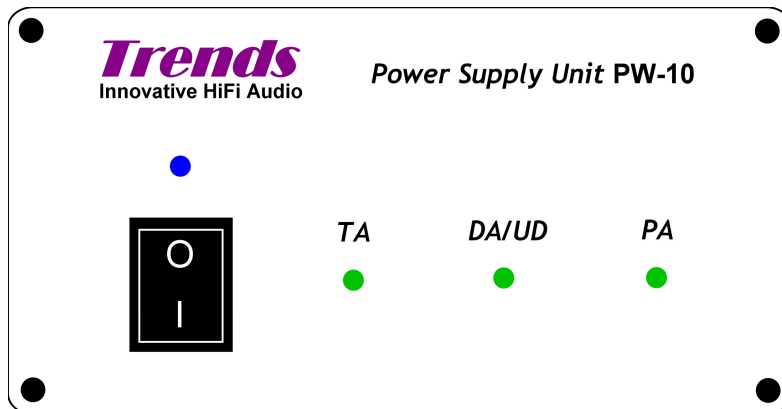 Trends
Innovative HiFi Audio
Power Supply Unit PW-10
TA DA/UD PA
O
I